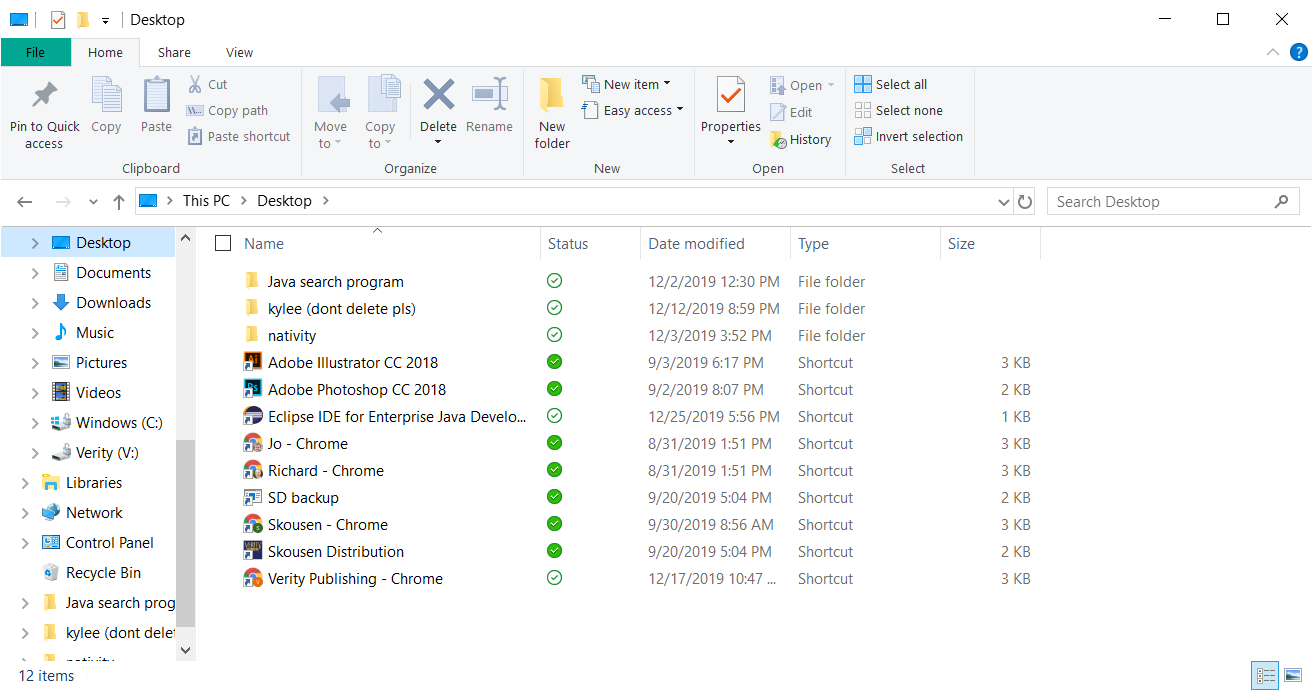 Desktop
File Home Share View
Pin to Quick access
Copy
Paste
Cut
Copy path
Paste shortcut
Clipboard
Move to
Copy to
Delete
Rename
Organize
New folder
New item
Easy access
New
Properties
Open
Edit
History
Open
Select all
Select none
Invert selection
Select
This PC > Desktop >
Search Desktop
Desktop
Documents
Downloads
Music
Pictures
Videos
Windows (C:)
Verity (V:)
Libraries
Network
Control Panel
Recycle Bin
Java search prog
kylee (dont delet
nativity
Name Status Date modified Type Size
Java search program 12/2/2019 12:30 PM File folder
kylee (dont delete pls) 12/12/2019 8:59 PM File folder
nativity 12/3/2019 3:52 PM File folder
Adobe Illustrator CC 2018 9/3/2019 6:17 PM Shortcut 3 KB
Adobe Photoshop CC 2018 9/2/2019 8:07 PM Shortcut 2 KB
Eclipse IDE for Enterprise Java Develo... 12/25/2019 5:56 PM Shortcut 1 KB
Jo - Chrome 8/31/2019 1:51 PM Shortcut 3 KB
Richard - Chrome 8/31/2019 1:51 PM Shortcut 3 KB
SD backup 9/20/2019 5:04 PM Shortcut 2 KB
Skousen - Chrome 9/30/2019 8:56 AM Shortcut 3 KB
Skousen Distribution 9/20/2019 5:04 PM Shortcut 2 KB
Verity Publishing - Chrome 12/17/2019 10:47 ... Shortcut 3 KB
12 items